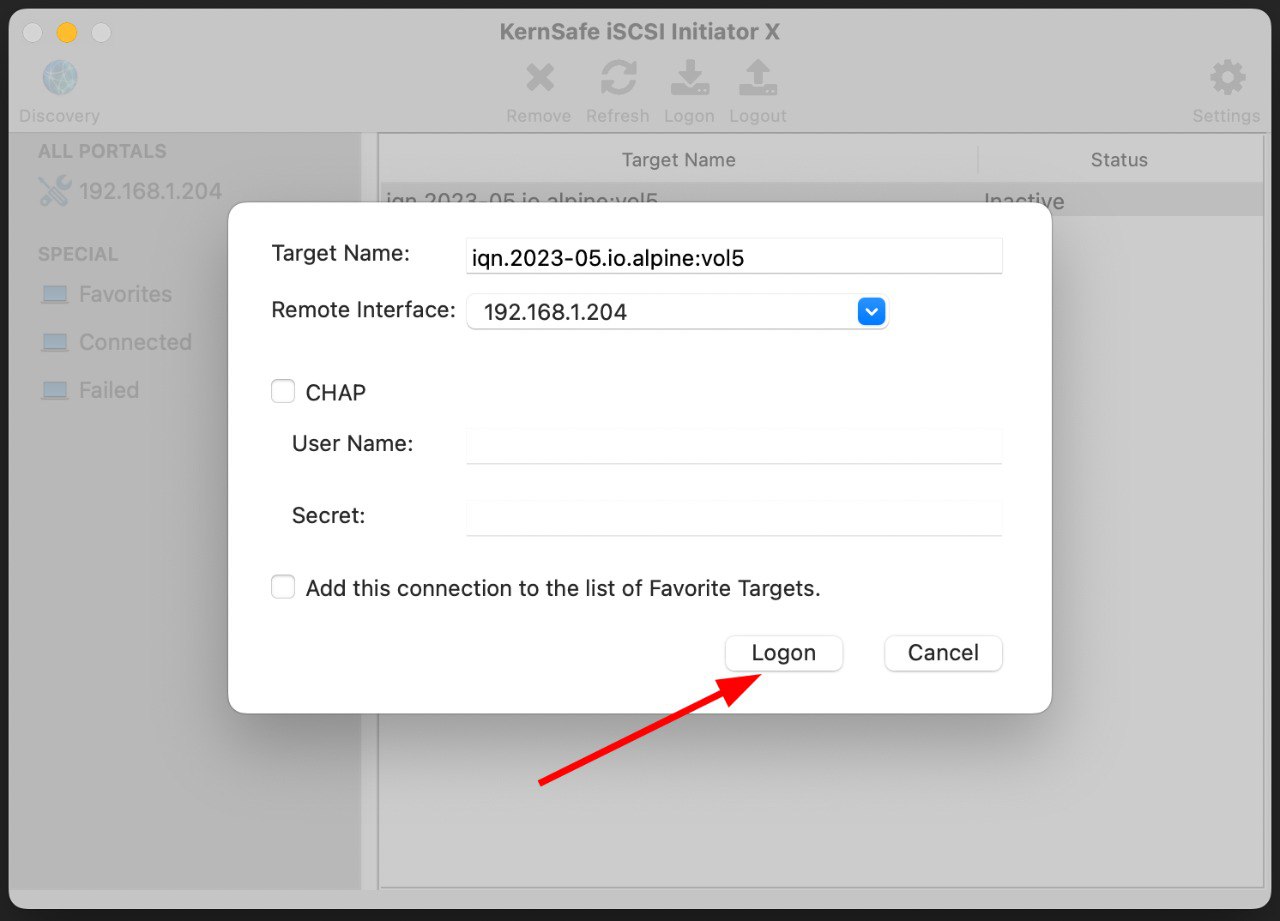 KernSafe iSCSI Initiator X
Discovery
Remove Refresh Logon Logout
Settings
ALL PORTALS
192.168.1.204
SPECIAL
Favorites
Connected
Failed
Target Name Status
iqn.2023-05.io.alpine:vol5 Inactive
Target Name: iqn.2023-05.io.alpine:vol5
Remote Interface: 192.168.1.204
CHAP
User Name:
Secret:
Add this connection to the list of Favorite Targets.
Logon Cancel